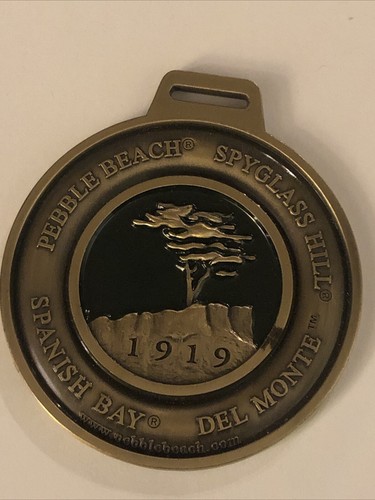 PEBBLE BEACH®
SPYGLASS HILL®
1919
SPANISH BAY®
DEL MONTE™
www.pebblebeach.com